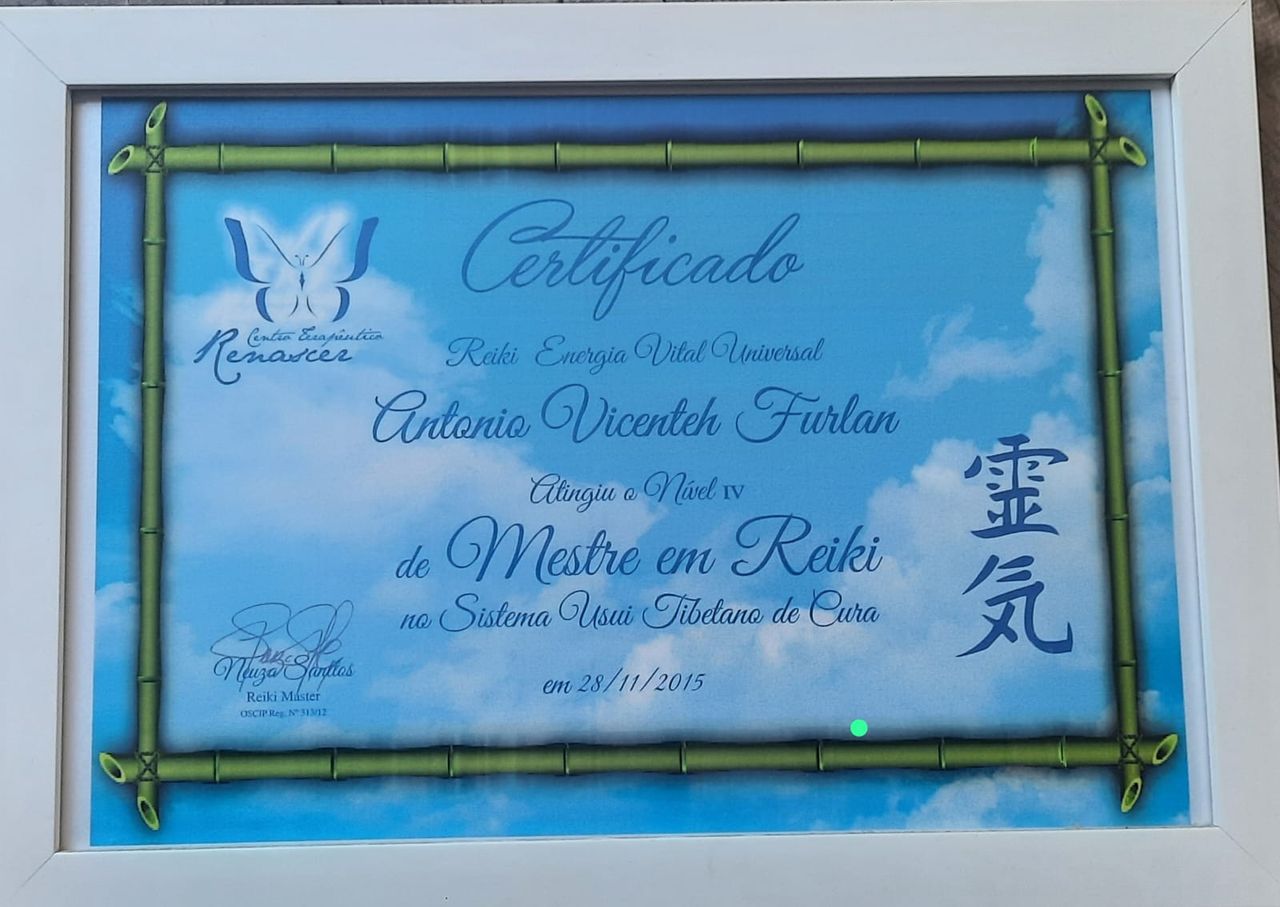 Certificado
Centro Terapêutico
Renascer
Reiki Energia Vital Universal
Antonio Vicenteh Furlan
Atingiu o Nível IV
de Mestre em Reiki
no Sistema Usui Tibetano de Cura
em 28/11/2015
霊
気
Neuza Santtos
Reiki Master
OSCIP.Reg. Nº 313/12